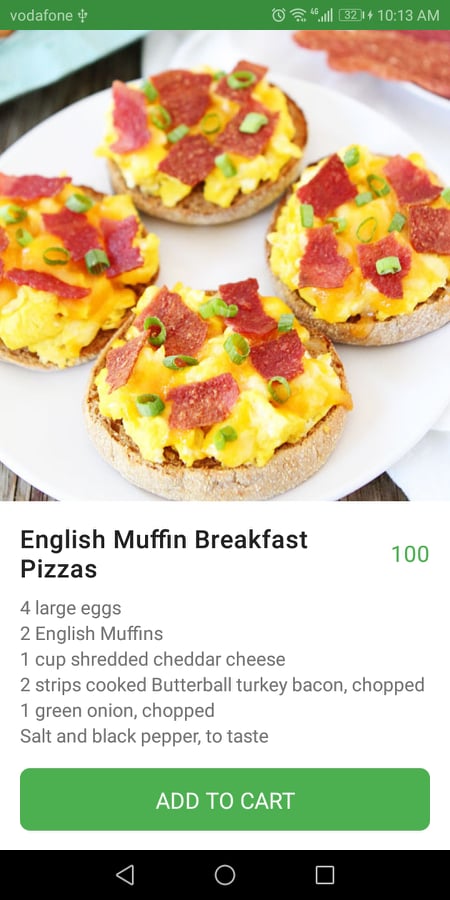 vodafone 4G 32 10:13 AM
English Muffin Breakfast
Pizzas
100
4 large eggs
2 English Muffins
1 cup shredded cheddar cheese
2 strips cooked Butterball turkey bacon, chopped
1 green onion, chopped
Salt and black pepper, to taste
ADD TO CART